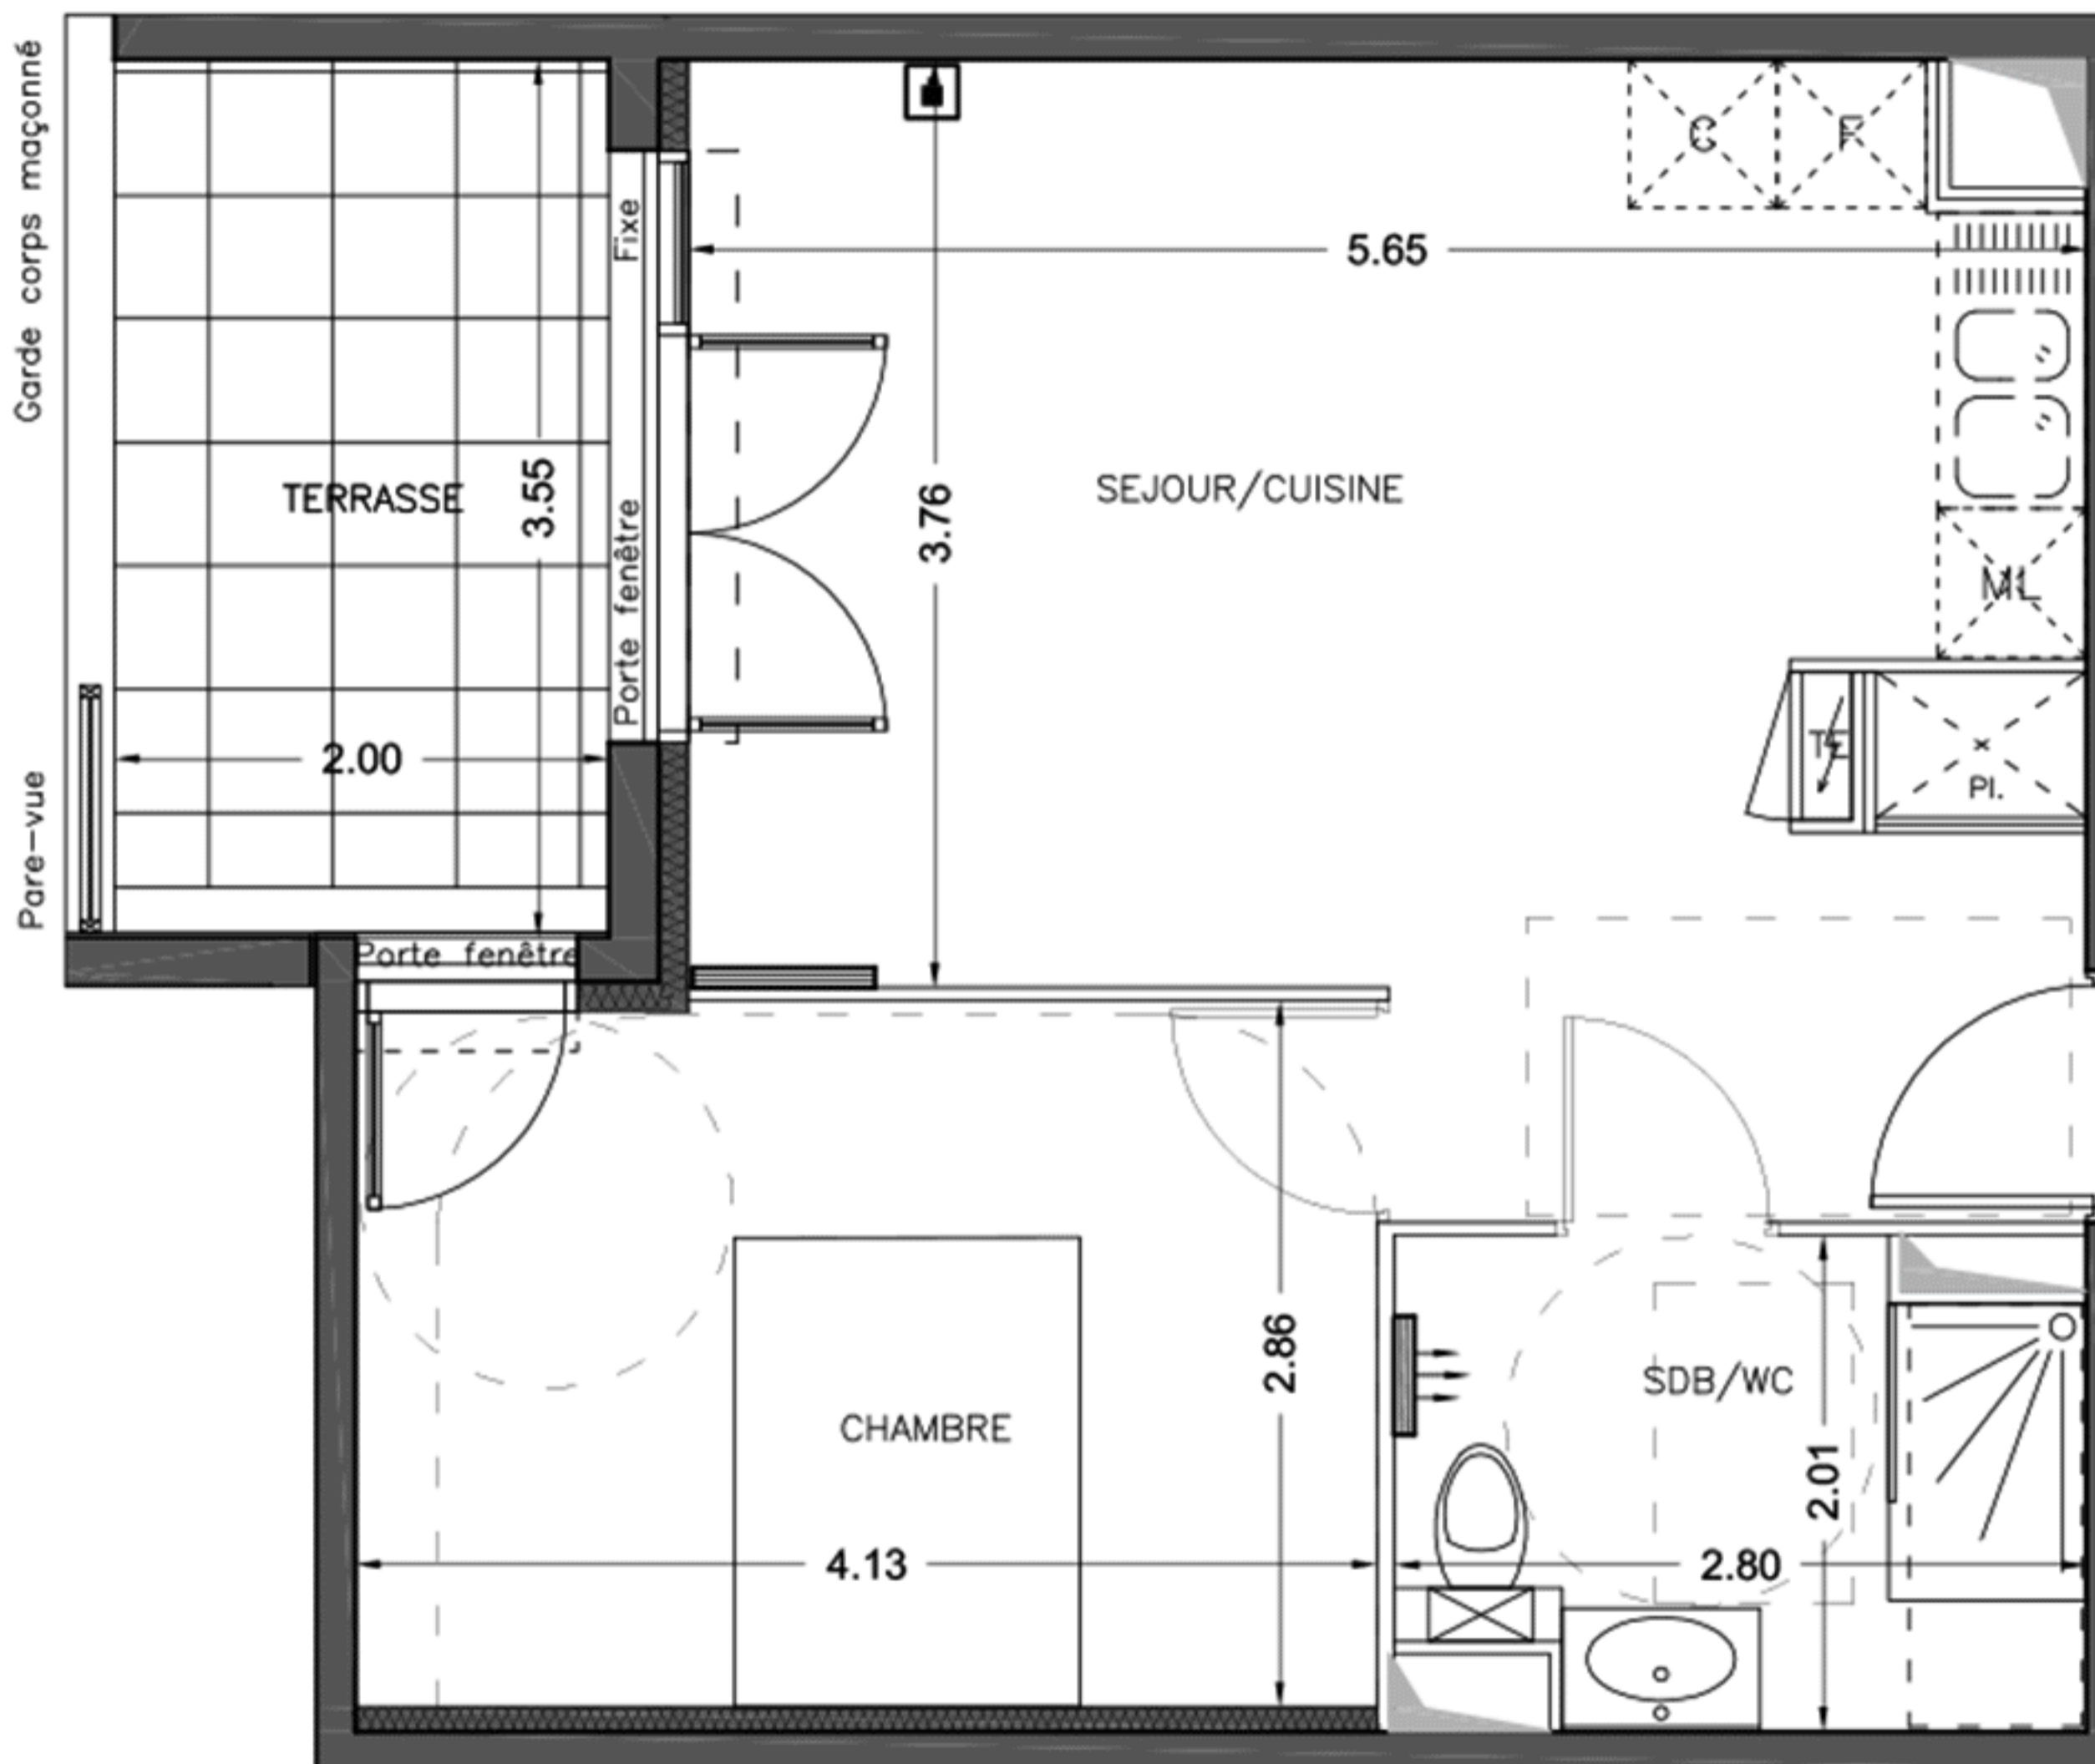 Garde corps maçonné
Pare-vue
TERRASSE
3.55
2.00
Fixe
Porte fenêtre
Porte fenêtre
5.65
3.76
SEJOUR/CUISINE
C
F
ML
TE
Pl.
CHAMBRE
2.86
4.13
SDB/WC
2.01
2.80